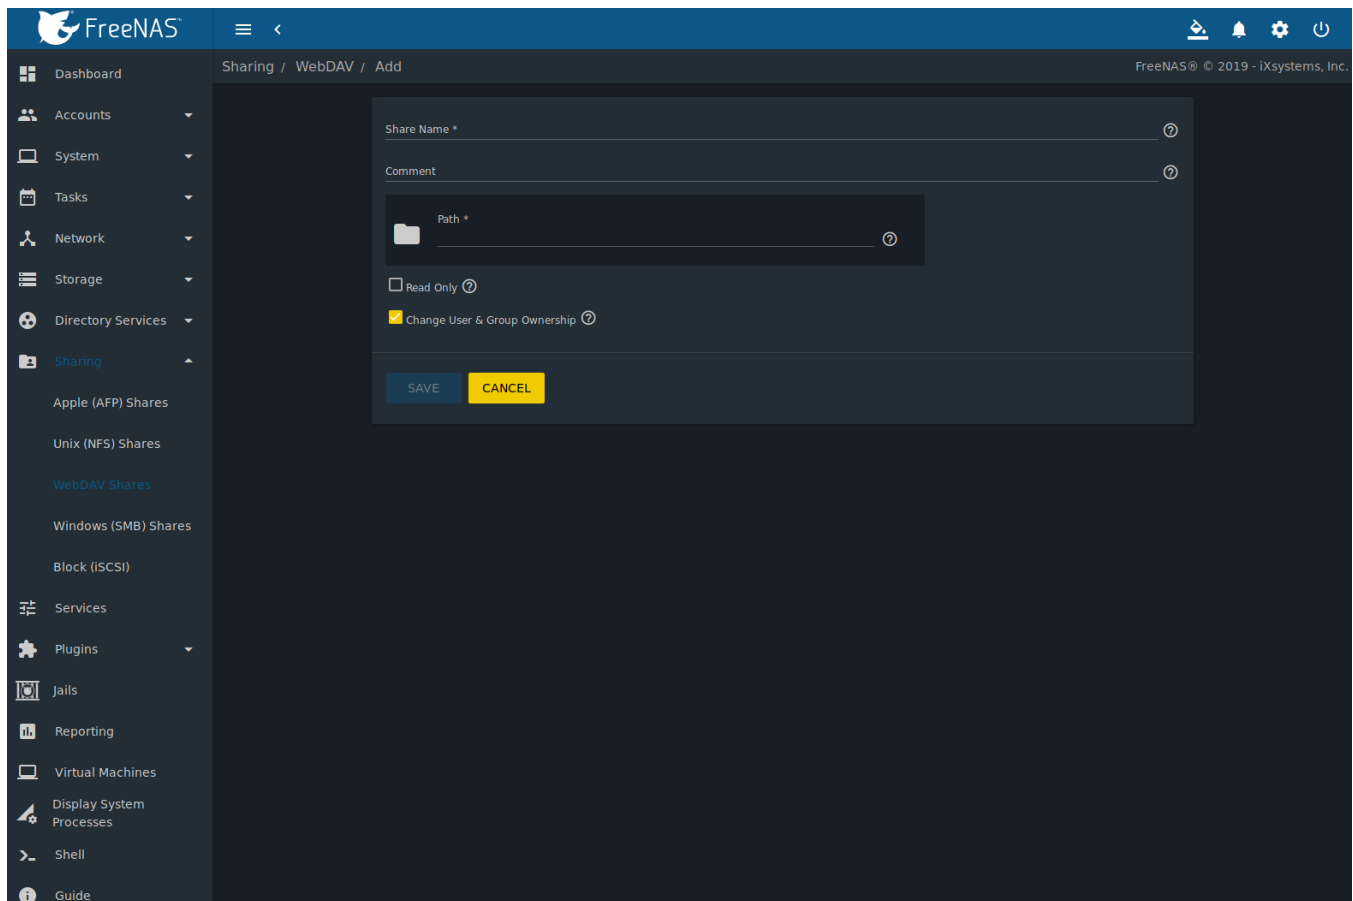 FreeNAS™
Sharing / WebDAV / Add
FreeNAS® © 2019 - iXsystems, Inc.
Dashboard
Accounts
System
Tasks
Network
Storage
Directory Services
Sharing
Apple (AFP) Shares
Unix (NFS) Shares
WebDAV Shares
Windows (SMB) Shares
Block (iSCSI)
Services
Plugins
Jails
Reporting
Virtual Machines
Display System
Processes
Shell
Guide
Share Name *
Comment
Path *
Read Only
Change User & Group Ownership
SAVE
CANCEL